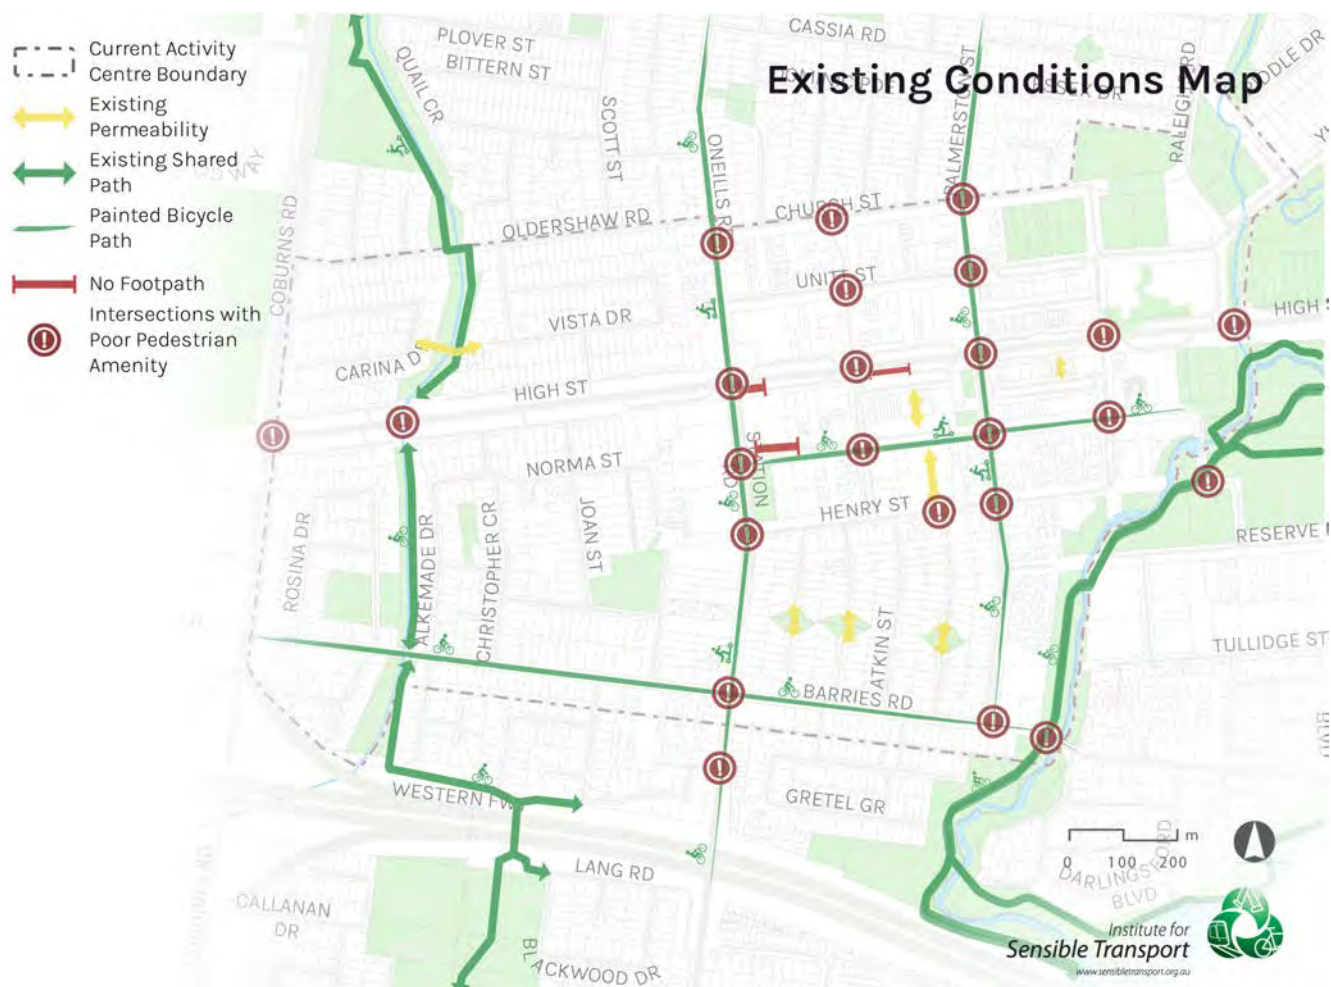 Existing Conditions Map
Current Activity
Centre Boundary
Existing
Permeability
Existing Shared
Path
Painted Bicycle
Path
No Footpath
Intersections with
Poor Pedestrian
Amenity
PLOVER ST
BITTERN ST
CASSIA RD
QUAIL CR
SCOTT ST
ONEILLS R
PALMERSTON ST
RALEIGH RD
WAY
COBURNS RD
OLDERSHAW RD
CHURCH ST
UNITT ST
VISTA DR
CARINA D
HIGH ST
HIGH S
NORMA ST
STATION
RD
HENRY ST
JOAN ST
CHRISTOPHER CR
ALKEMADE DR
ROSINA DR
RESERVE
TULLIDGE ST
ATKIN ST
BARRIES RD
BLVD
WESTERN FW
GRETEL GR
LANG RD
CALLANAN
DR
BLACKWOOD DR
DARLINGSFORD
BLVD
m
0 100 200
Institute for
Sensible Transport
www.sensibletransport.org.au